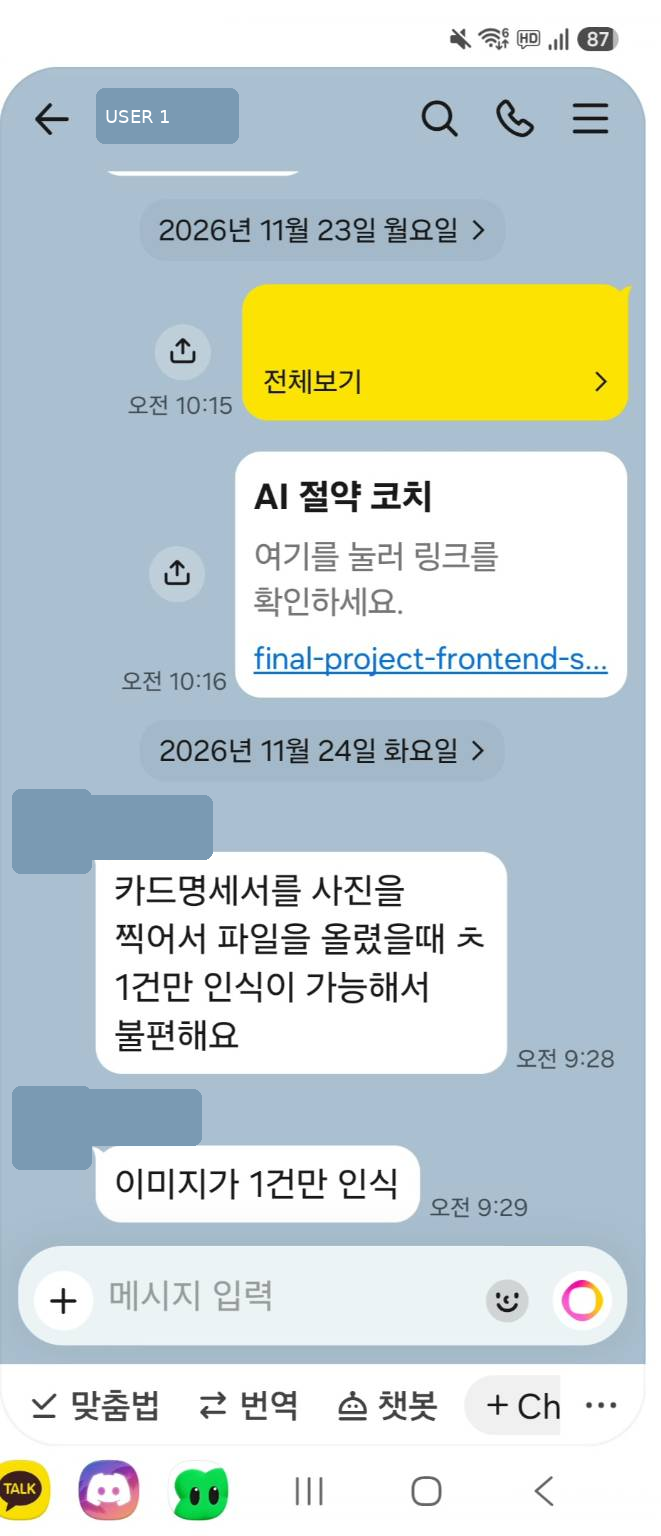 HD 87
USER 1
2026년 11월 23일 월요일
전체보기
오전 10:15
AI 절약 코치
여기를 눌러 링크를
확인하세요.
final-project-frontend-s...
오전 10:16
2026년 11월 24일 화요일
카드명세서를 사진을
찍어서 파일을 올렸을때 ㅊ
1건만 인식이 가능해서
불편해요
오전 9:28
이미지가 1건만 인식
오전 9:29
메시지 입력
맞춤법 번역 챗봇 + Ch
TALK